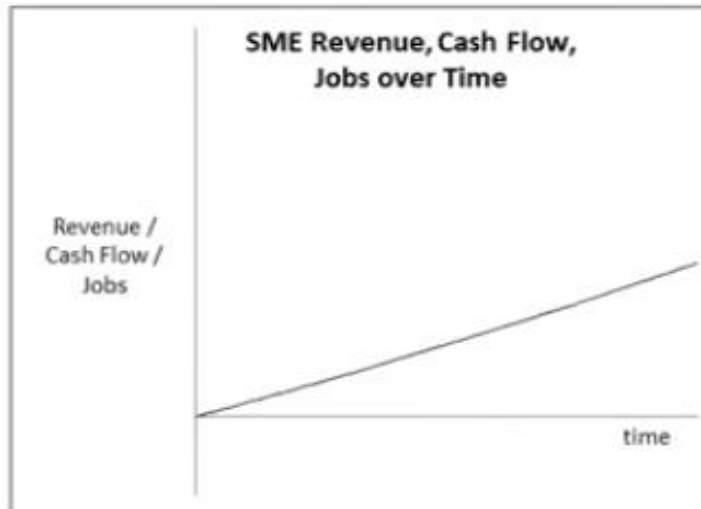 SME Revenue, Cash Flow,
Jobs over Time
Revenue /
Cash Flow /
Jobs
time